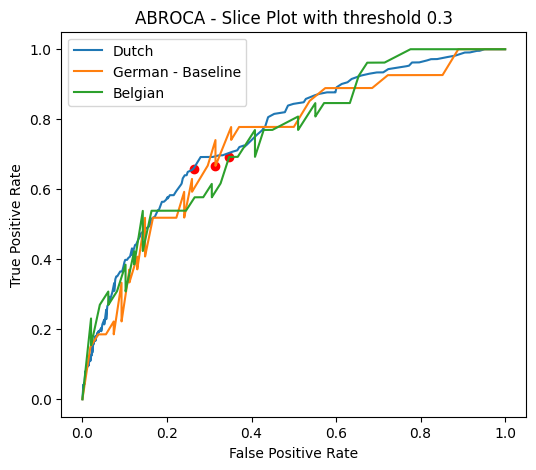 ABROCA - Slice Plot with threshold 0.3
Dutch
German - Baseline
Belgian
True Positive Rate
1.0
0.8
0.6
0.4
0.2
0.0
0.0 0.2 0.4 0.6 0.8 1.0
False Positive Rate